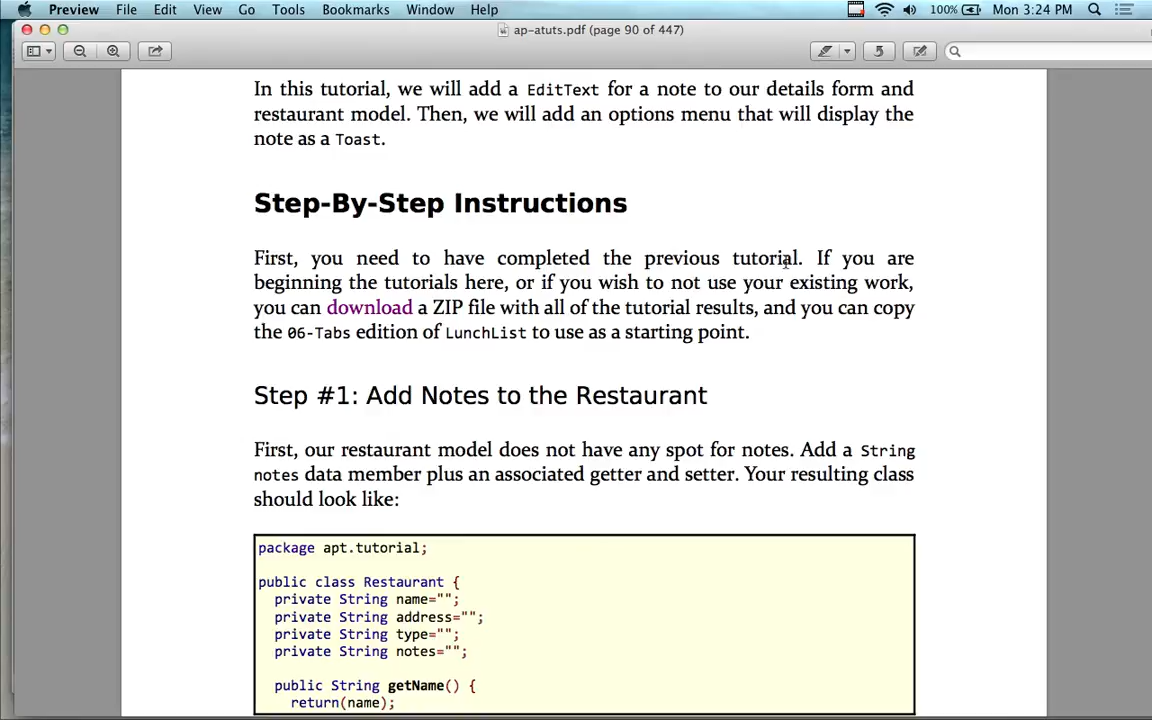 Preview File Edit View Go Tools Bookmarks Window Help 100% Mon 3:24 PM
ap-atuts.pdf (page 90 of 447)
In this tutorial, we will add a EditText for a note to our details form and
restaurant model. Then, we will add an options menu that will display the
note as a Toast.
Step-By-Step Instructions
First, you need to have completed the previous tutorial. If you are
beginning the tutorials here, or if you wish to not use your existing work,
you can download a ZIP file with all of the tutorial results, and you can copy
the 06-Tabs edition of LunchList to use as a starting point.
Step #1: Add Notes to the Restaurant
First, our restaurant model does not have any spot for notes. Add a String
notes data member plus an associated getter and setter. Your resulting class
should look like:
package apt.tutorial;
public class Restaurant {
private String name="";
private String address="";
private String type="";
private String notes="";
public String getName() {
return(name);